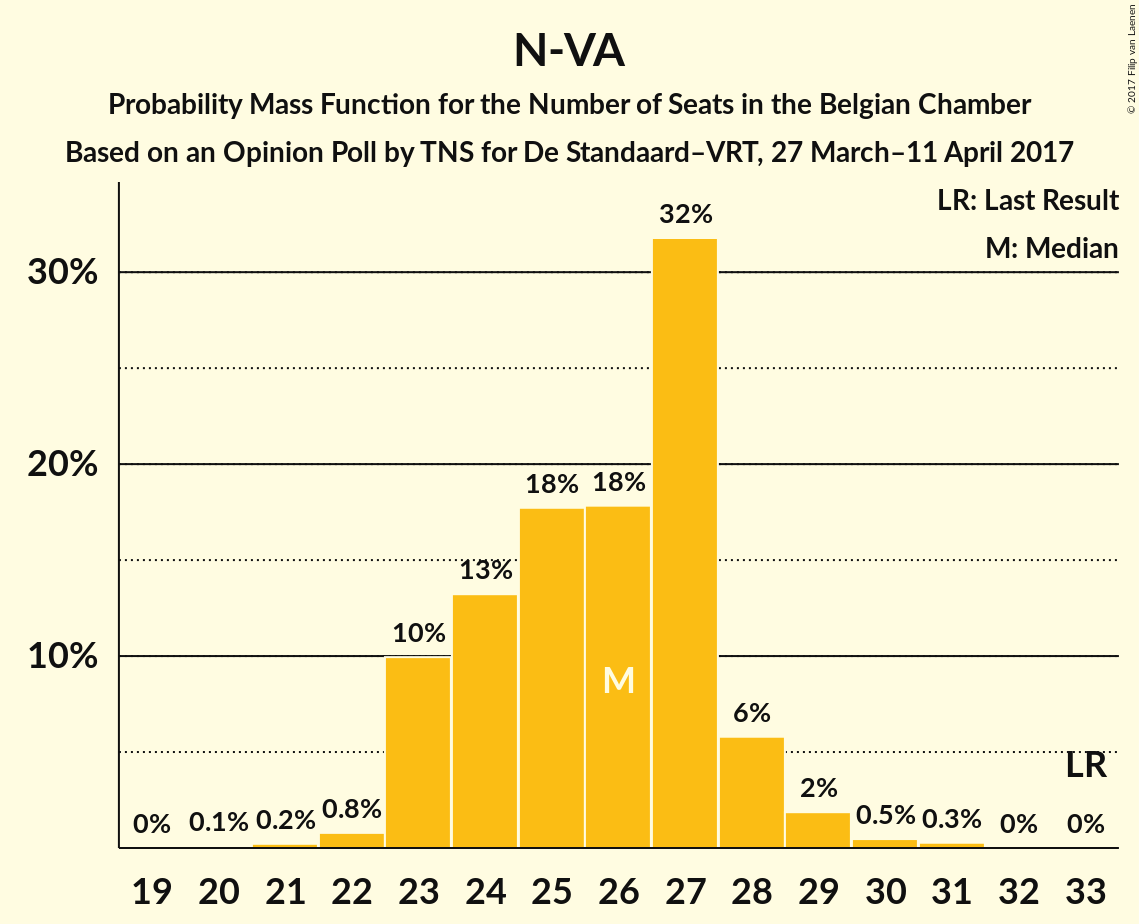 N-VA
Probability Mass Function for the Number of Seats in the Belgian Chamber
Based on an Opinion Poll by TNS for De Standaard–VRT, 27 March–11 April 2017
© 2017 Filip van Laenen
LR: Last Result
M: Median
30%
20%
10%
0%
0.1%
0.2%
0.8%
10%
13%
18%
18%
32%
6%
2%
0.5%
0.3%
0%
0%
M
LR
19 20 21 22 23 24 25 26 27 28 29 30 31 32 33